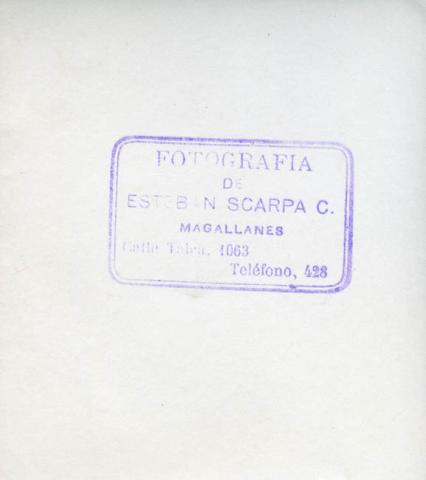 FOTOGRAFIA
DE
ESTEBAN SCARPA C.
MAGALLANES
Calle Talca, 1063
Teléfono, 428